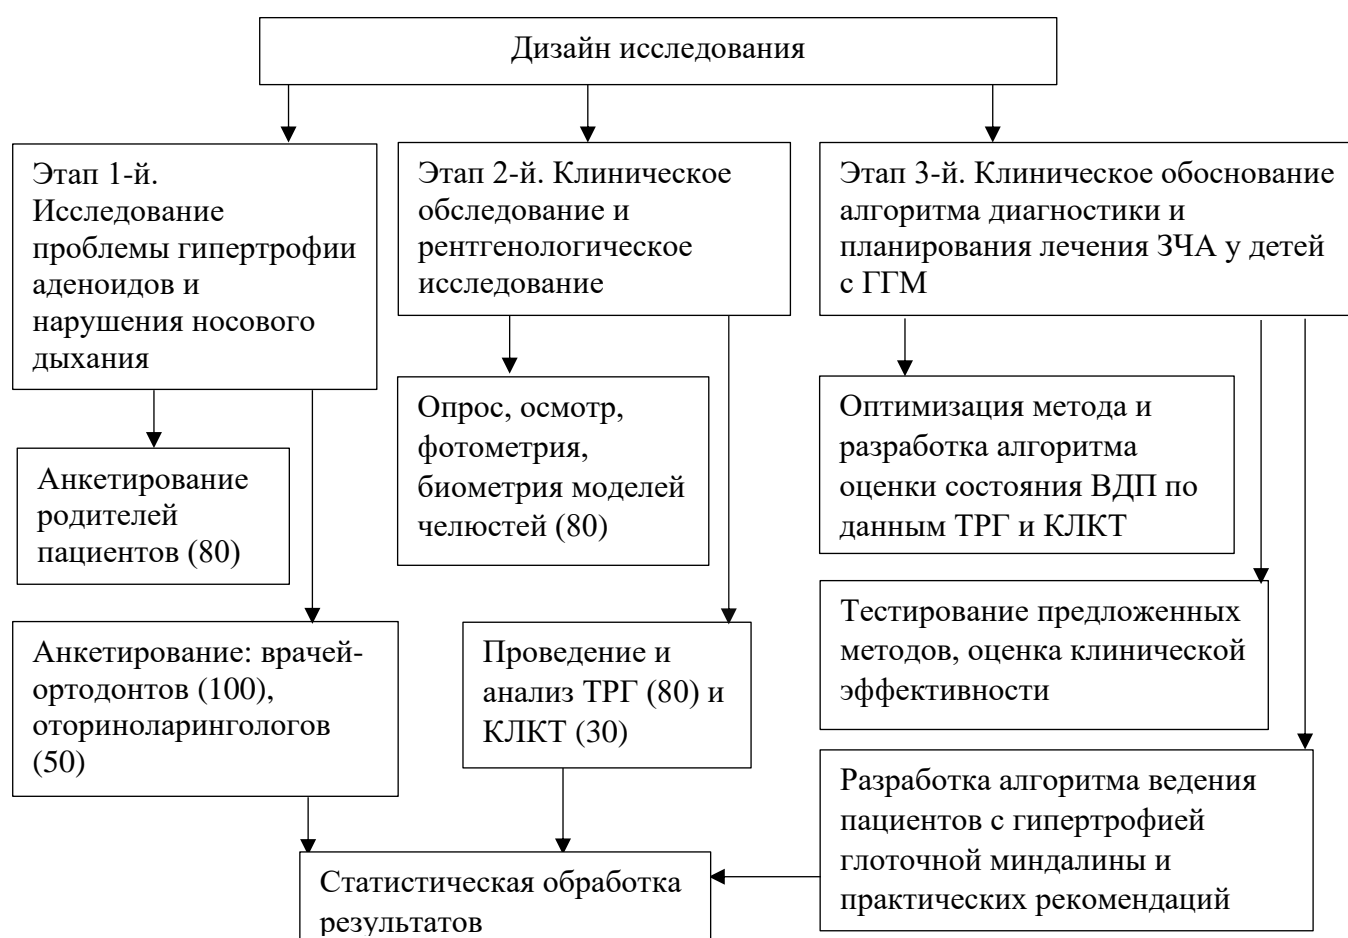 Дизайн исследования
Этап 1-й.
Исследование
проблемы гипертрофии
аденоидов и
нарушения носового
дыхания
Этап 2-й. Клиническое
обследование и
рентгенологическое
исследование
Этап 3-й. Клиническое обоснование
алгоритма диагностики и
планирования лечения ЗЧА у детей
с ГГМ
Анкетирование
родителей
пациентов (80)
Опрос, осмотр,
фотометрия,
биометрия моделей
челюстей (80)
Оптимизация метода и
разработка алгоритма
оценки состояния ВДП по
данным ТРГ и КЛКТ
Анкетирование: врачей-
ортодонтов (100),
оториноларингологов
(50)
Проведение и
анализ ТРГ (80) и
КЛКТ (30)
Тестирование предложенных
методов, оценка клинической
эффективности
Разработка алгоритма ведения
пациентов с гипертрофией
глоточной миндалины и
практических рекомендаций
Статистическая обработка
результатов